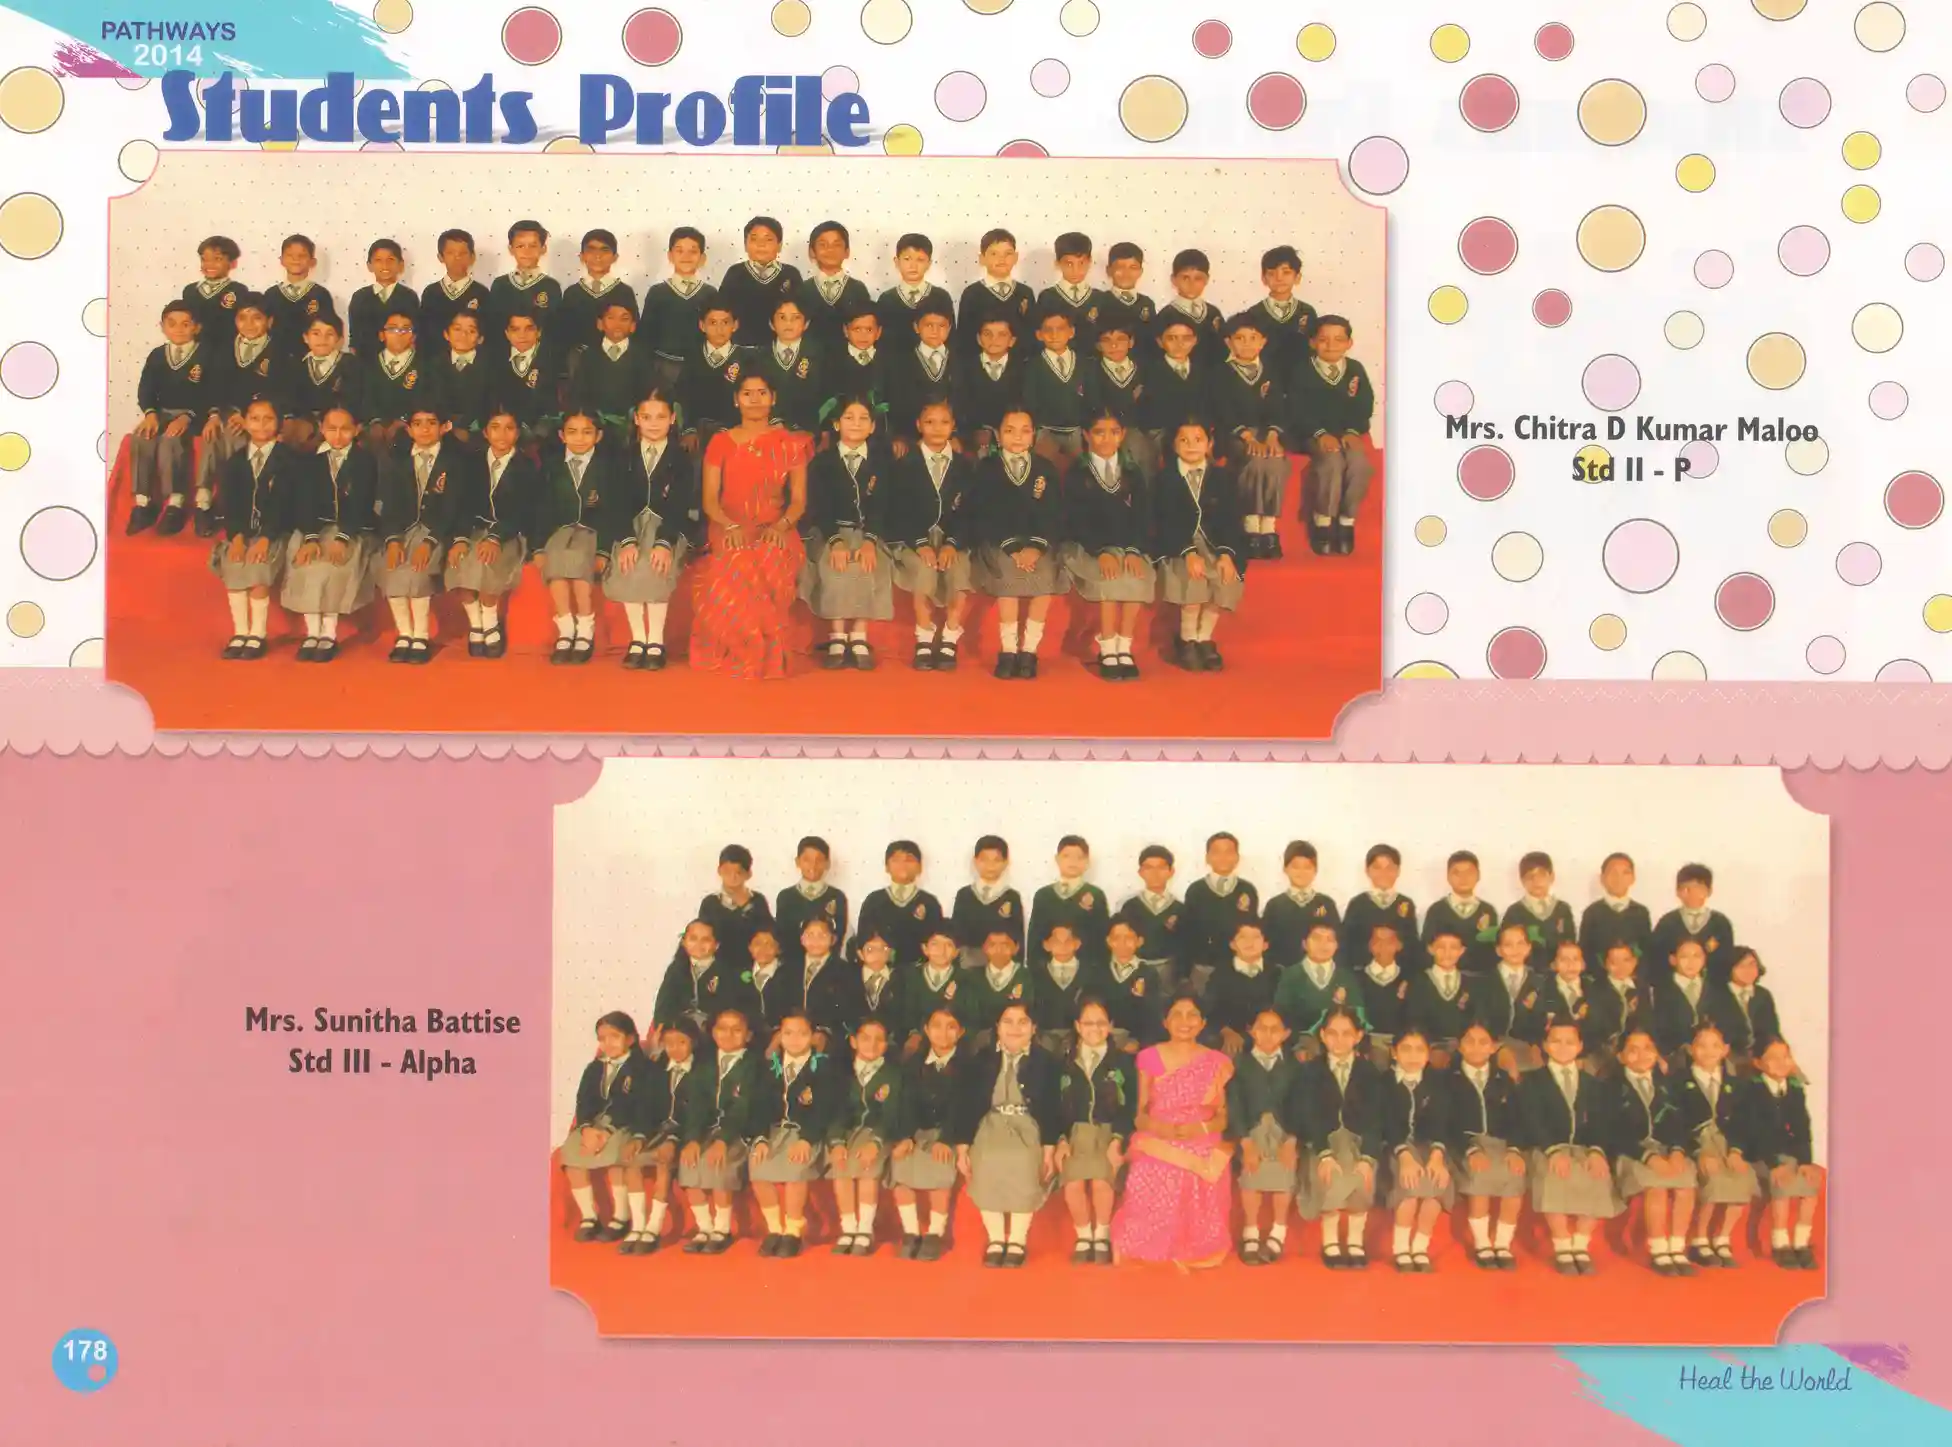 PATHWAYS
2014
Students Profile
Mrs. Chitra D Kumar Maloo
Std II - P
Mrs. Sunitha Battise
Std III - Alpha
178
Heal the World